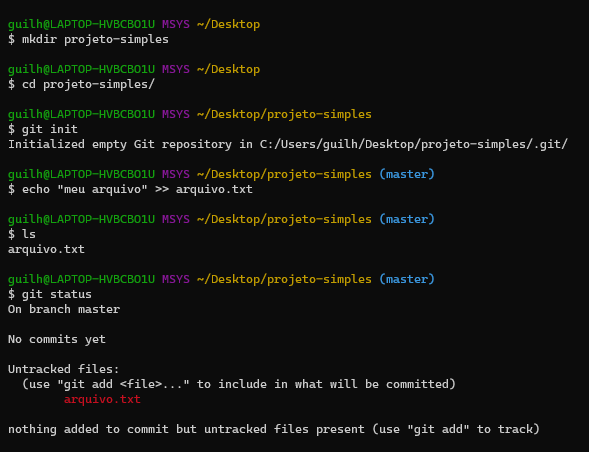 guilh@LAPTOP-HVBCBO1U MSYS ~/Desktop
$ mkdir projeto-simples
guilh@LAPTOP-HVBCBO1U MSYS ~/Desktop
$ cd projeto-simples/
guilh@LAPTOP-HVBCBO1U MSYS ~/Desktop/projeto-simples
$ git init
Initialized empty Git repository in C:/Users/guilh/Desktop/projeto-simples/.git/
guilh@LAPTOP-HVBCBO1U MSYS ~/Desktop/projeto-simples (master)
$ echo "meu arquivo" >> arquivo.txt
guilh@LAPTOP-HVBCBO1U MSYS ~/Desktop/projeto-simples (master)
$ ls
arquivo.txt
guilh@LAPTOP-HVBCBO1U MSYS ~/Desktop/projeto-simples (master)
$ git status
On branch master
No commits yet
Untracked files:
  (use "git add <file>..." to include in what will be committed)
        arquivo.txt
nothing added to commit but untracked files present (use "git add" to track)